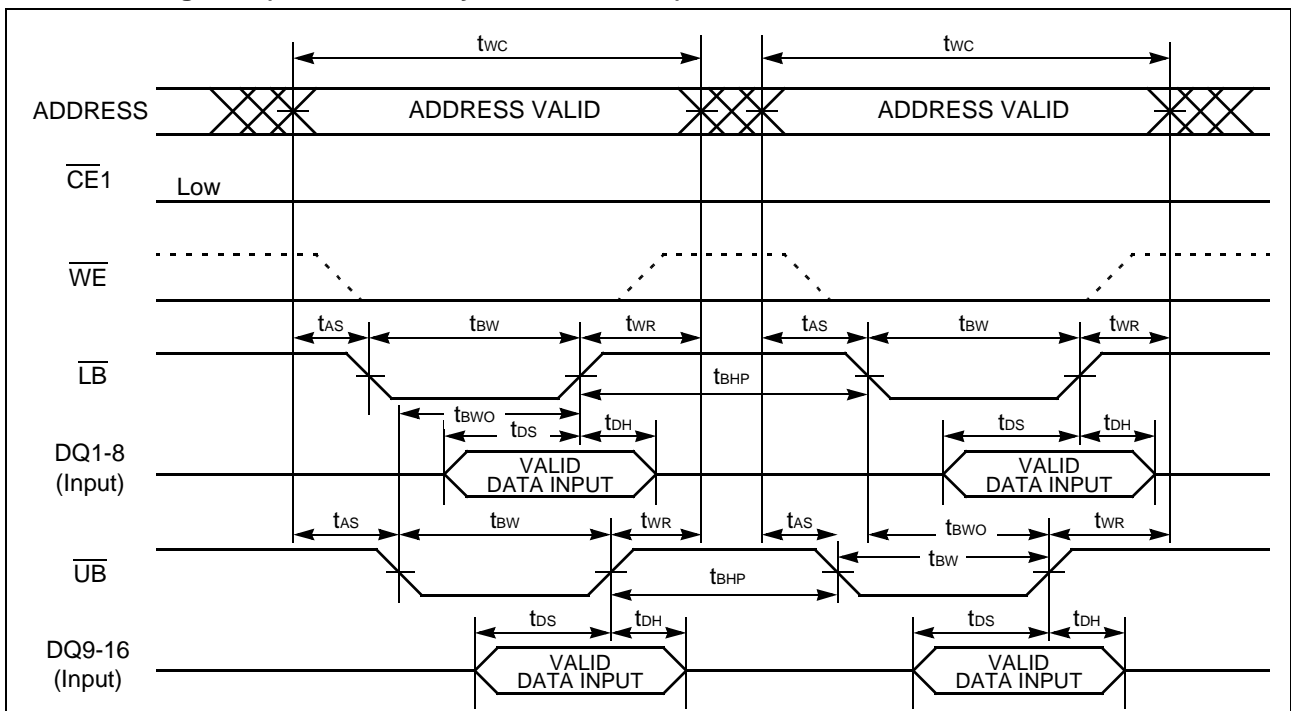 tWC tWC
ADDRESS ADDRESS VALID ADDRESS VALID
CE1 Low
WE
tAS tBW tWR tAS tBW tWR
LB
tBHP
tBWO
tDS tDH tDS tDH
DQ1-8
(Input)
VALID
DATA INPUT
VALID
DATA INPUT
tAS tBW tWR tAS tBWO tWR
tBW
UB
tBHP
tDS tDH tDS tDH
DQ9-16
(Input)
VALID
DATA INPUT
VALID
DATA INPUT